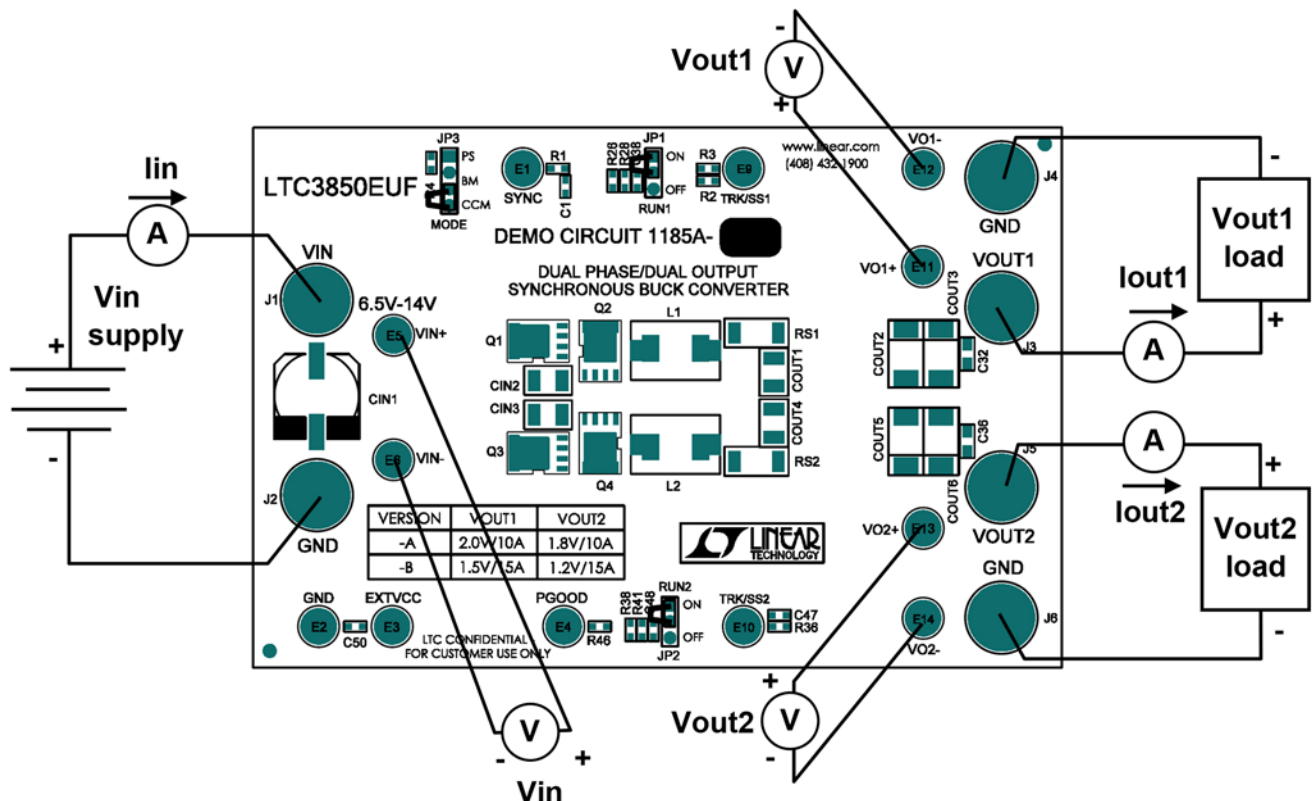 Vout1
-
V
+
Iin
A
Vin
supply
+
-
LTC3850EUF
JP3
PS
BM
CCM
MODE
E1
SYNC
R1
C1
R26
R28
R38
JP1
ON
OFF
RUN1
R3
R2
E9
TRK/SS1
www.linear.com
(408) 432-1900
VO1-
E12
J4
GND
-
Vout1
load
+
DEMO CIRCUIT 1185A-
DUAL PHASE/DUAL OUTPUT
SYNCHRONOUS BUCK CONVERTER
VO1+
E11
VOUT1
J3
COUT3
Iout1
A
VIN
J1
6.5V-14V
E5
VIN+
CIN1
E6
VIN-
J2
GND
Q1
Q2
L1
RS1
CIN2
CIN3
COUT1
COUT4
Q3
Q4
L2
RS2
COUT2
C32
COUT5
C36
COUT6
J5
VOUT2
A
Iout2
+
Vout2
load
-
VERSION VOUT1 VOUT2
-A 2.0V/10A 1.8V/10A
-B 1.5V/15A 1.2V/15A
LINEAR
TECHNOLOGY
VO2+
E13
GND
J6
E14
VO2-
GND
E2
C50
EXTVCC
E3
LTC CONFIDENTIAL-
FOR CUSTOMER USE ONLY
PGOOD
E4
R46
R38
R41
R48
RUN2
ON
OFF
JP2
TRK/SS2
E10
C47
R36
V
-
+
Vin
Vout2
+
V
-